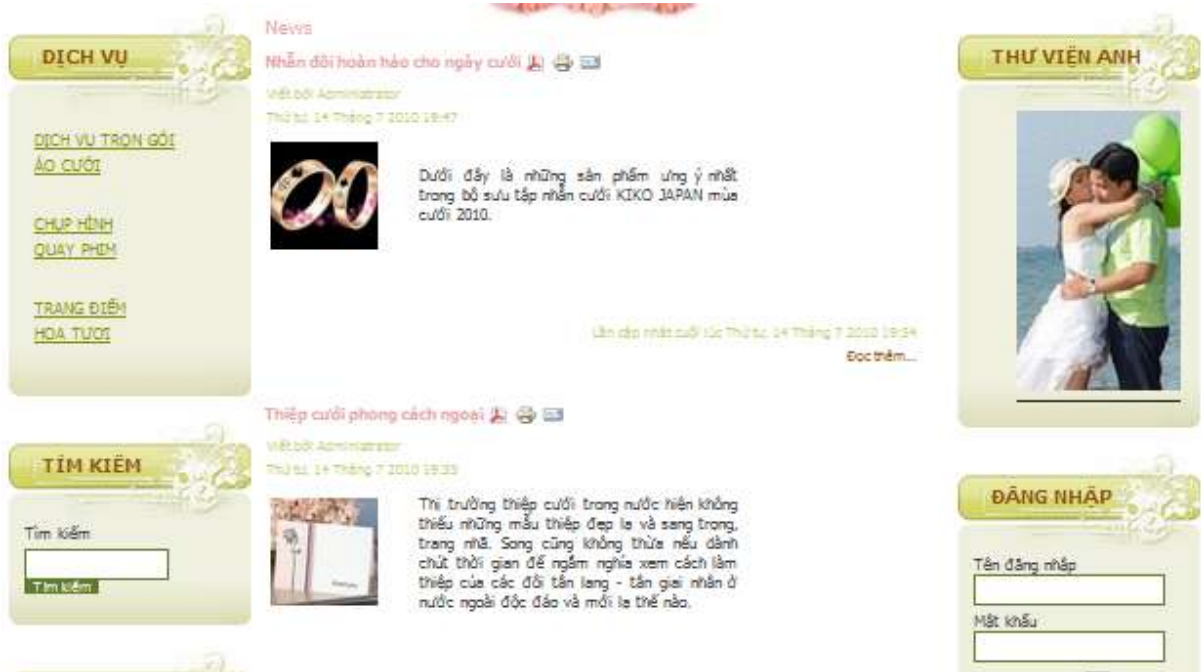 DỊCH VỤ
DỊCH VỤ TRỌN GÓI
ÁO CƯỚI
CHỤP HÌNH
QUAY PHIM
TRANG ĐIỂM
HOA TƯƠI
TÌM KIẾM
Tìm kiếm
Tìm kiếm
News
Nhẫn đôi hoàn hảo cho ngày cưới
Viết bởi Administrator
Thứ tư, 14 Tháng 7 2010 19:47
Dưới đây là những sản phẩm ưng ý nhất
trong bộ sưu tập nhẫn cưới KIKO JAPAN mùa
cưới 2010.
Lần cập nhật cuối lúc Thứ tư, 14 Tháng 7 2010 19:54
Đọc thêm...
Thiệp cưới phong cách ngoại
Viết bởi Administrator
Thứ tư, 14 Tháng 7 2010
Thị trường thiệp cưới trong nước hiện không
thiếu những mẫu thiệp đẹp lạ và sang trọng,
trang nhã. Song cũng không thừa nếu dành
chút thời gian để ngắm nghía xem cách làm
thiệp của các đôi tân lang - tân giai nhân ở
nước ngoài độc đáo và mới lạ thế nào.
THƯ VIỆN ẢNH
ĐĂNG NHẬP
Tên đăng nhập
Mật khẩu